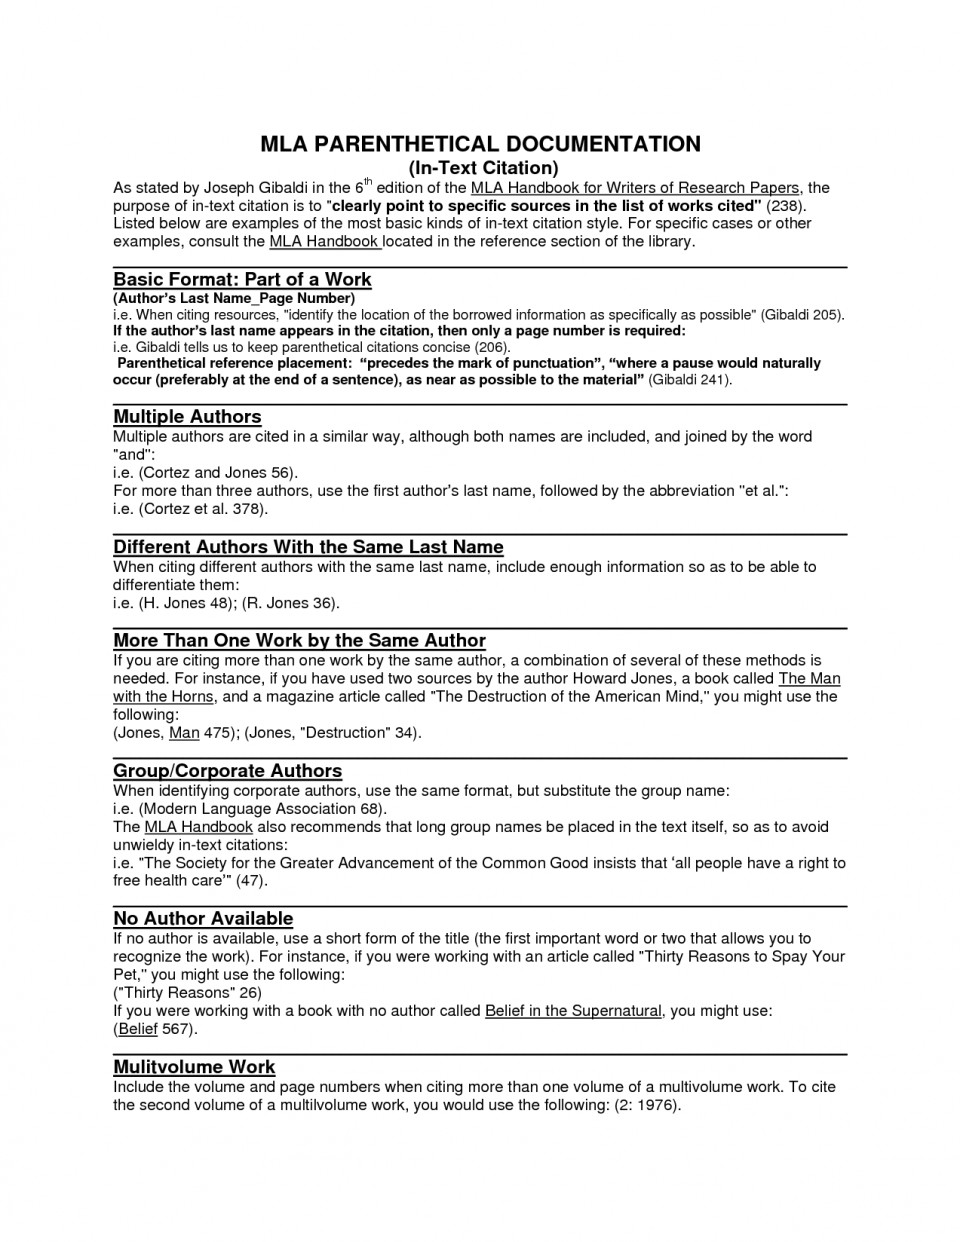 MLA PARENTHETICAL DOCUMENTATION
(In-Text Citation)
As stated by Joseph Gibaldi in the 6th edition of the MLA Handbook for Writers of Research Papers, the
purpose of in-text citation is to "clearly point to specific sources in the list of works cited" (238).
Listed below are examples of the most basic kinds of in-text citation style. For specific cases or other
examples, consult the MLA Handbook located in the reference section of the library.
Basic Format: Part of a Work
(Author's Last Name_Page Number)
i.e. When citing resources, "identify the location of the borrowed information as specifically as possible" (Gibaldi 205).
If the author's last name appears in the citation, then only a page number is required:
i.e. Gibaldi tells us to keep parenthetical citations concise (206).
Parenthetical reference placement: “precedes the mark of punctuation”, “where a pause would naturally
occur (preferably at the end of a sentence), as near as possible to the material” (Gibaldi 241).
Multiple Authors
Multiple authors are cited in a similar way, although both names are included, and joined by the word
"and":
i.e. (Cortez and Jones 56).
For more than three authors, use the first author's last name, followed by the abbreviation "et al.":
i.e. (Cortez et al. 378).
Different Authors With the Same Last Name
When citing different authors with the same last name, include enough information so as to be able to
differentiate them:
i.e. (H. Jones 48); (R. Jones 36).
More Than One Work by the Same Author
If you are citing more than one work by the same author, a combination of several of these methods is
needed. For instance, if you have used two sources by the author Howard Jones, a book called The Man
with the Horns, and a magazine article called "The Destruction of the American Mind," you might use the
following:
(Jones, Man 475); (Jones, "Destruction" 34).
Group/Corporate Authors
When identifying corporate authors, use the same format, but substitute the group name:
i.e. (Modern Language Association 68).
The MLA Handbook also recommends that long group names be placed in the text itself, so as to avoid
unwieldy in-text citations:
i.e. "The Society for the Greater Advancement of the Common Good insists that ‘all people have a right to
free health care’" (47).
No Author Available
If no author is available, use a short form of the title (the first important word or two that allows you to
recognize the work). For instance, if you were working with an article called "Thirty Reasons to Spay Your
Pet," you might use the following:
("Thirty Reasons" 26)
If you were working with a book with no author called Belief in the Supernatural, you might use:
(Belief 567).
Mulitvolume Work
Include the volume and page numbers when citing more than one volume of a multivolume work. To cite
the second volume of a multilvolume work, you would use the following: (2: 1976).